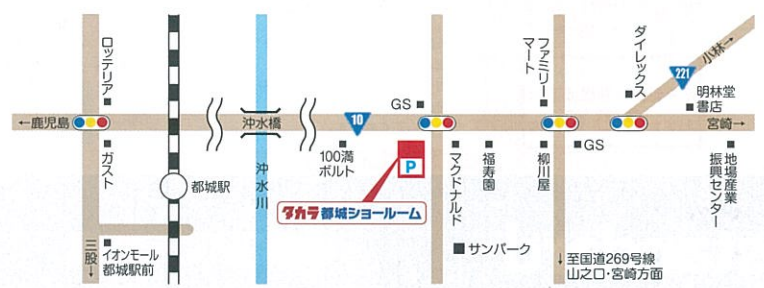 ロッテリア
←鹿児島
ガスト
三股
↓
イオンモール
都城駅前
都城駅
沖水橋
沖水川
10
100満
ボルト
GS
P
タカラ都城ショールーム
マクドナルド
福寿園
サンパーク
ファミリー
マート
柳川屋
GS
↓至国道269号線
山之口・宮崎方面
ダイレックス
221
小林→
明林堂
書店
宮崎→
地場産業
振興センター